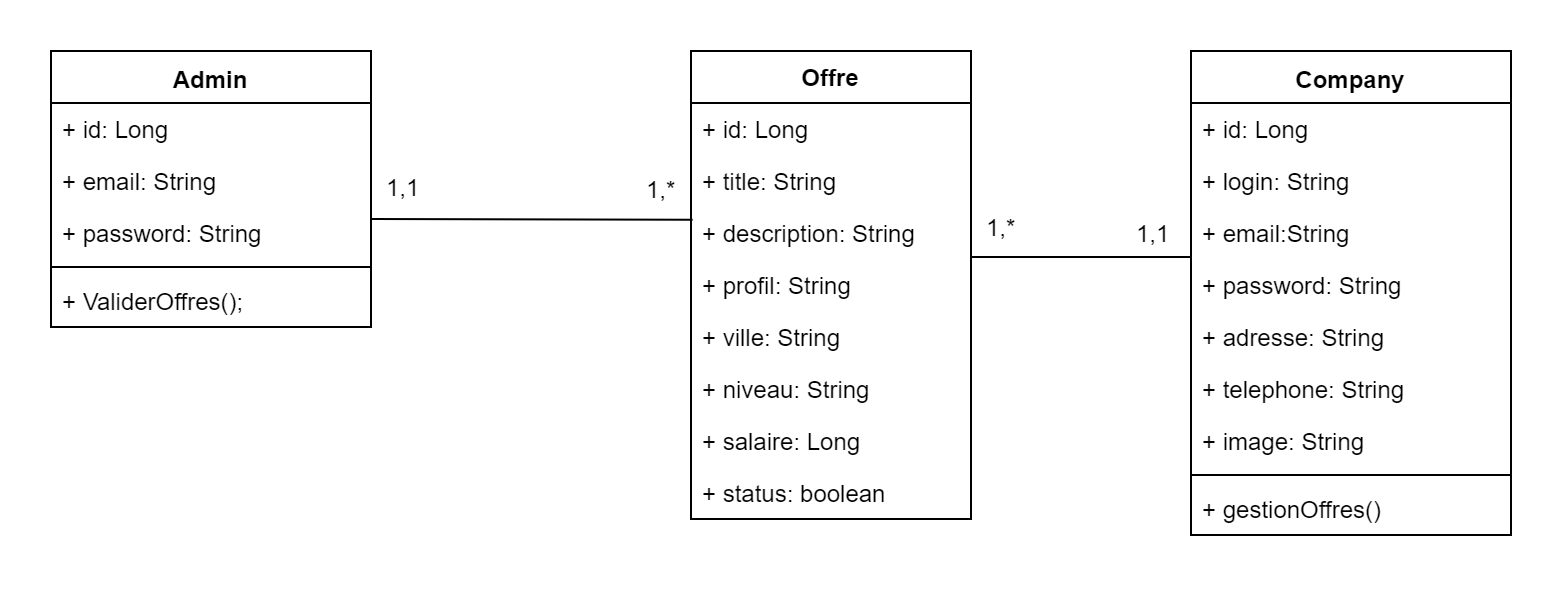 Admin
+ id: Long
+ email: String
+ password: String
+ ValiderOffres();
1,1
1,*
Offre
+ id: Long
+ title: String
+ description: String
+ profil: String
+ ville: String
+ niveau: String
+ salaire: Long
+ status: boolean
1,*
1,1
Company
+ id: Long
+ login: String
+ email:String
+ password: String
+ adresse: String
+ telephone: String
+ image: String
+ gestionOffres()